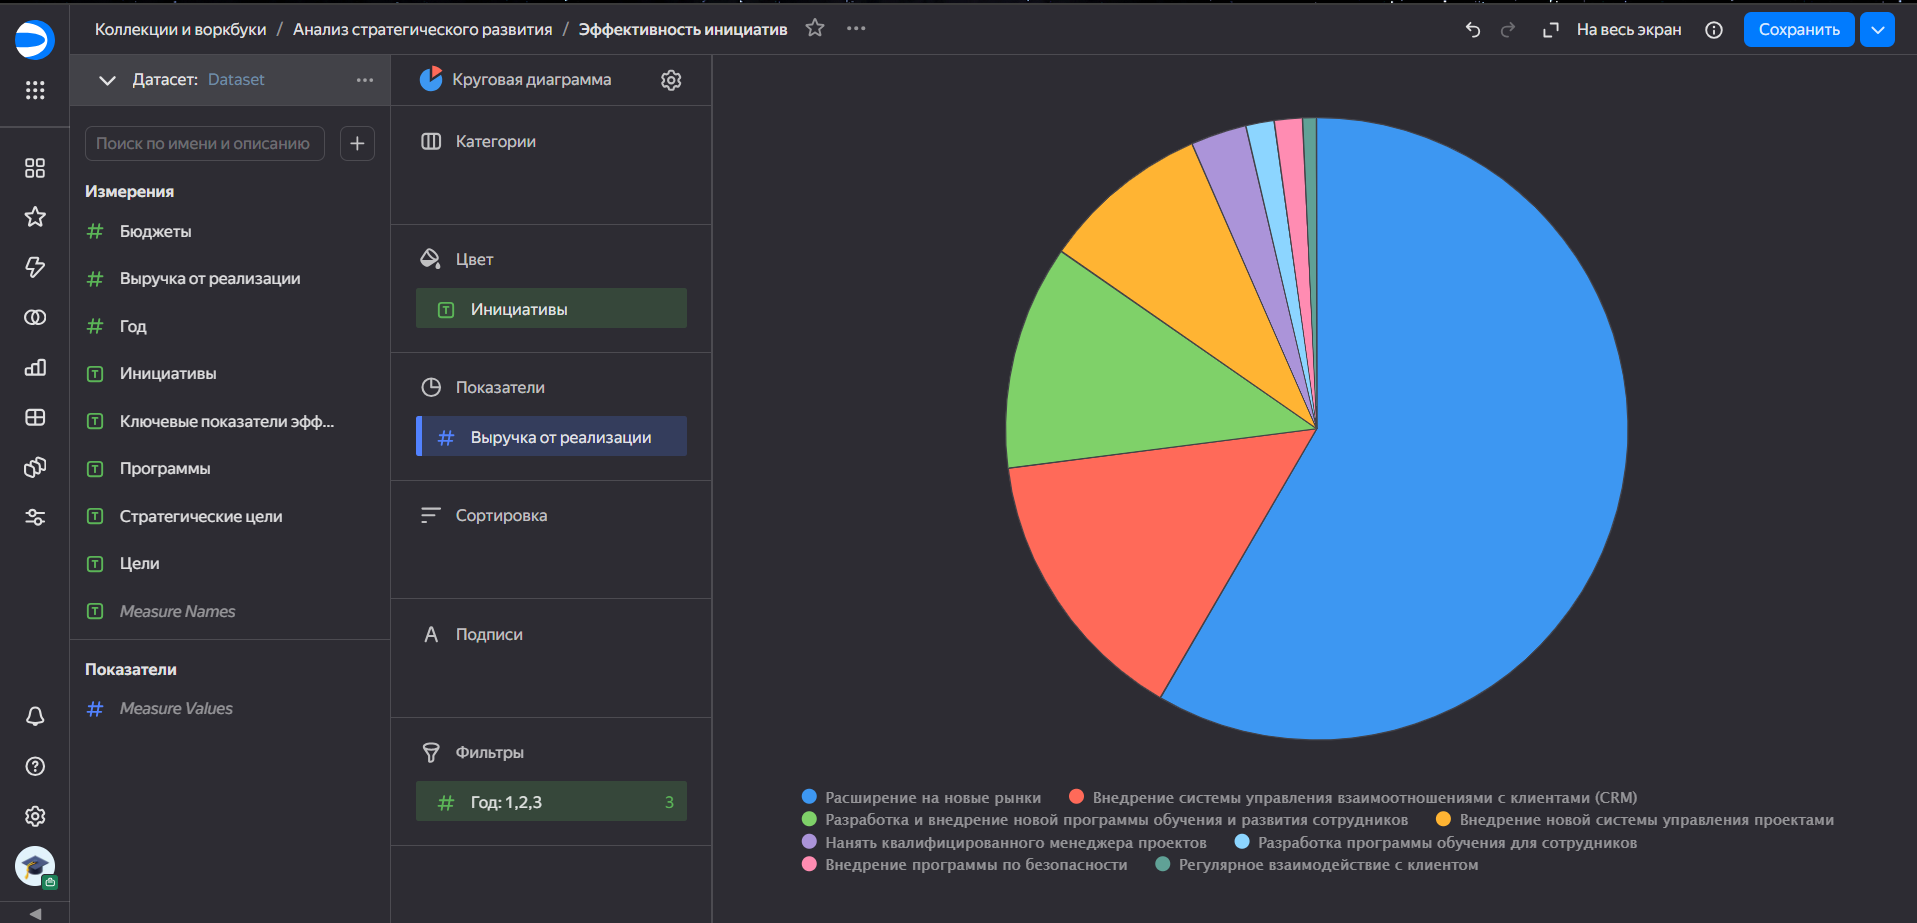 Коллекции и воркбуки / Анализ стратегического развития / Эффективность инициатив
На весь экран
Сохранить
Датасет: Dataset
Поиск по имени и описанию
Измерения
Бюджеты
Выручка от реализации
Год
Инициативы
Ключевые показатели эфф...
Программы
Стратегические цели
Цели
Measure Names
Показатели
Measure Values
Круговая диаграмма
Категории
Цвет
Инициативы
Показатели
Выручка от реализации
Сортировка
Подписи
Фильтры
Год: 1,2,3 3
Расширение на новые рынки Внедрение системы управления взаимоотношениями с клиентами (CRM)
Разработка и внедрение новой программы обучения и развития сотрудников Внедрение новой системы управления проектами
Нанять квалифицированного менеджера проектов Разработка программы обучения для сотрудников
Внедрение программы по безопасности Регулярное взаимодействие с клиентом